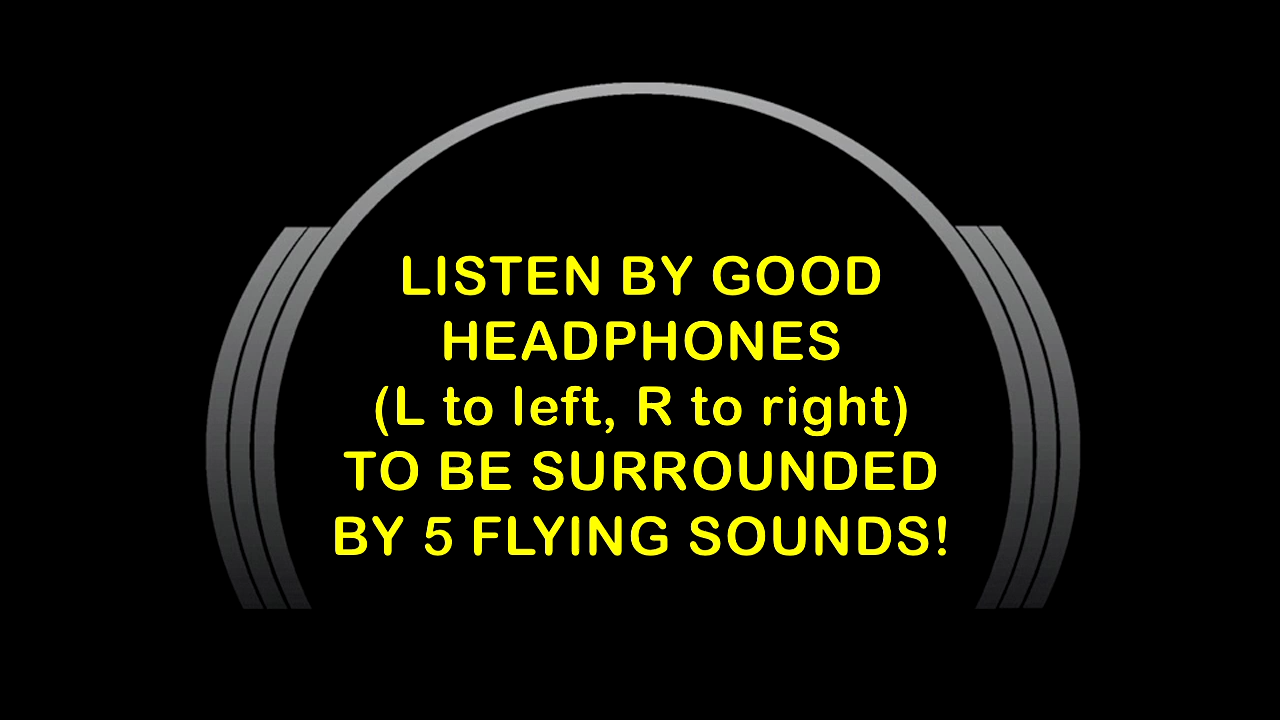 LISTEN BY GOOD
HEADPHONES
(L to left, R to right)
TO BE SURROUNDED
BY 5 FLYING SOUNDS!